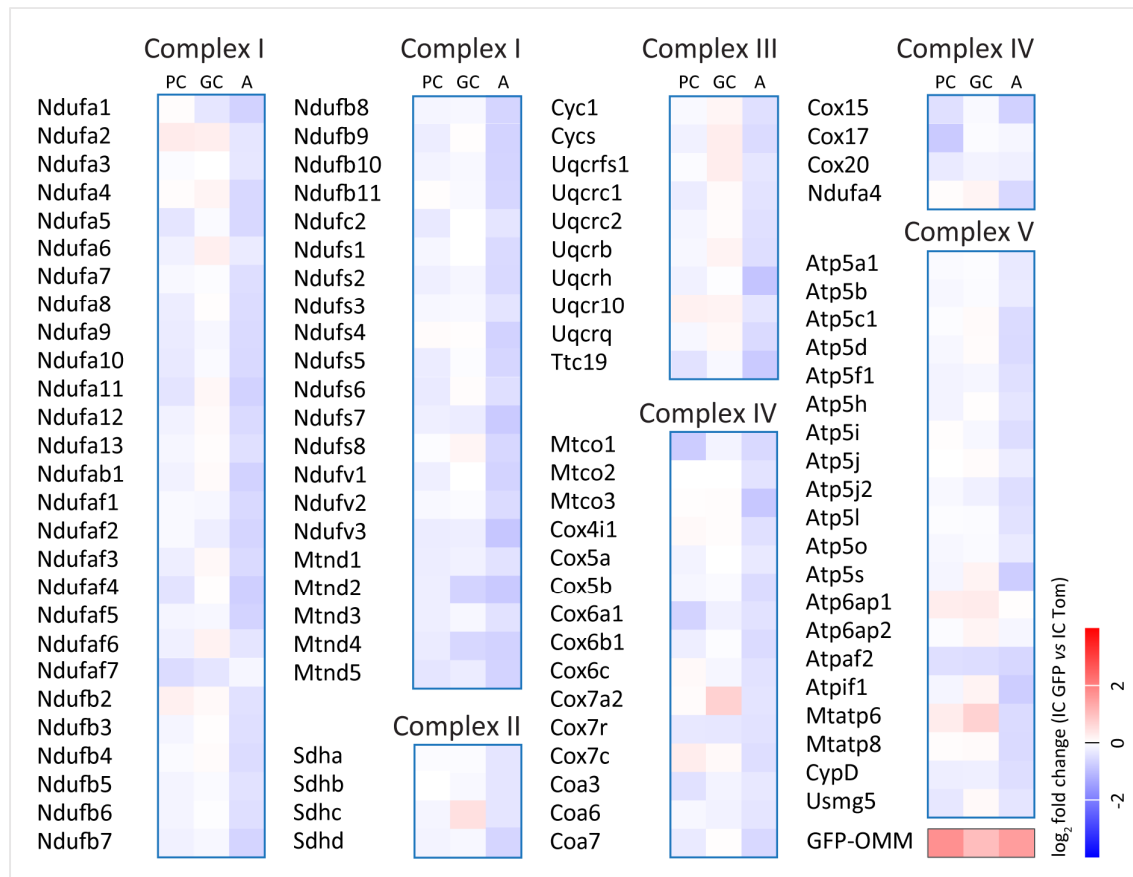 Complex I
PC GC A
Ndufa1
Ndufa2
Ndufa3
Ndufa4
Ndufa5
Ndufa6
Ndufa7
Ndufa8
Ndufa9
Ndufa10
Ndufa11
Ndufa12
Ndufa13
Ndufab1
Ndufaf1
Ndufaf2
Ndufaf3
Ndufaf4
Ndufaf5
Ndufaf6
Ndufaf7
Ndufb2
Ndufb3
Ndufb4
Ndufb5
Ndufb6
Ndufb7
Complex I
PC GC A
Ndufb8
Ndufb9
Ndufb10
Ndufb11
Ndufc2
Ndufs1
Ndufs2
Ndufs3
Ndufs4
Ndufs5
Ndufs6
Ndufs7
Ndufs8
Ndufv1
Ndufv2
Ndufv3
Mtnd1
Mtnd2
Mtnd3
Mtnd4
Mtnd5
Complex II
Sdha
Sdhb
Sdhc
Sdhd
Complex III
PC GC A
Cyc1
Cycs
Uqcrfs1
Uqcrc1
Uqcrc2
Uqcrb
Uqcrh
Uqcr10
Uqcrq
Ttc19
Complex IV
Mtco1
Mtco2
Mtco3
Cox4i1
Cox5a
Cox5b
Cox6a1
Cox6b1
Cox6c
Cox7a2
Cox7r
Cox7c
Coa3
Coa6
Coa7
Complex IV
PC GC A
Cox15
Cox17
Cox20
Ndufa4
Complex V
Atp5a1
Atp5b
Atp5c1
Atp5d
Atp5f1
Atp5h
Atp5i
Atp5j
Atp5j2
Atp5l
Atp5o
Atp5s
Atp6ap1
Atp6ap2
Atpaf2
Atpif1
Mtatp6
Mtatp8
CypD
Usmg5
GFP-OMM
log2 fold change (IC GFP vs IC Tom)
2
0
-2